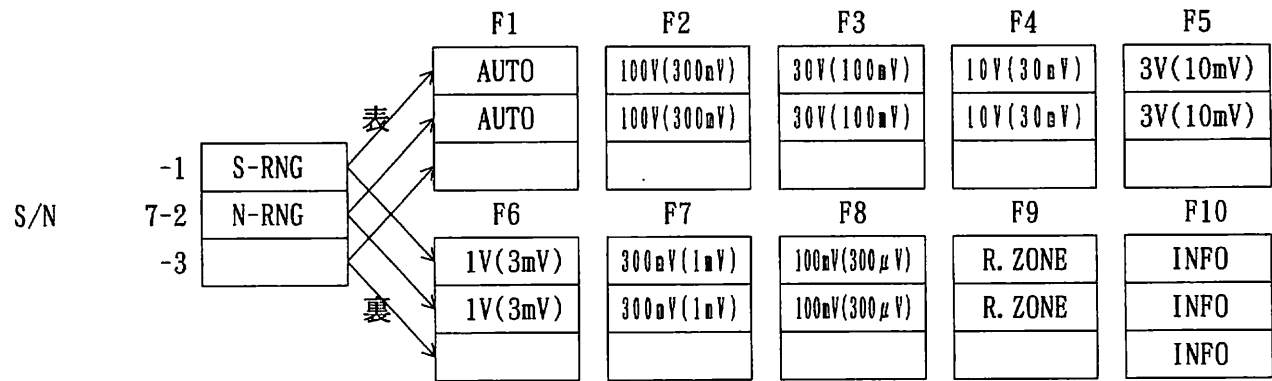 F1 F2 F3 F4 F5
AUTO 100V(300mV) 30V(100mV) 10V(30mV) 3V(10mV)
表 AUTO 100V(300mV) 30V(100mV) 10V(30mV) 3V(10mV)
-1 S-RNG
S/N 7-2 N-RNG F6 F7 F8 F9 F10
-3 1V(3mV) 300mV(1mV) 100mV(300μV) R.ZONE INFO
裏 1V(3mV) 300mV(1mV) 100mV(300μV) R.ZONE INFO
INFO